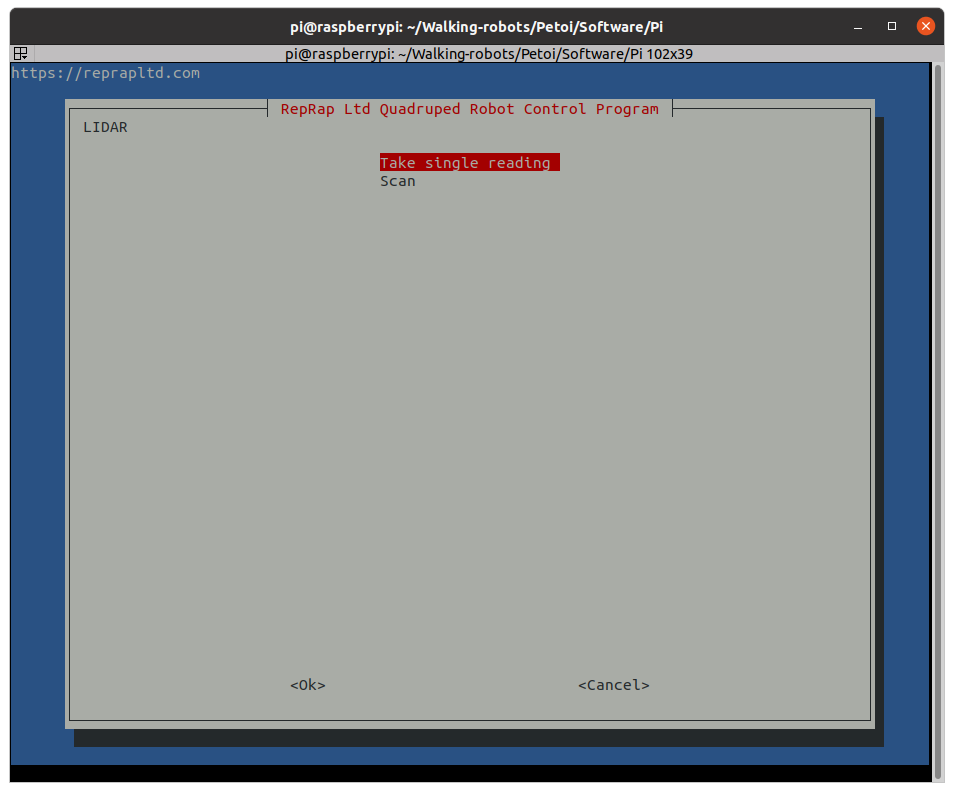 pi@raspberrypi: ~/Walking-robots/Petoi/Software/Pi
pi@raspberrypi: ~/Walking-robots/Petoi/Software/Pi 102x39
https://reprapltd.com
RepRap Ltd Quadruped Robot Control Program
LIDAR
Take single reading
Scan
<Ok> <Cancel>